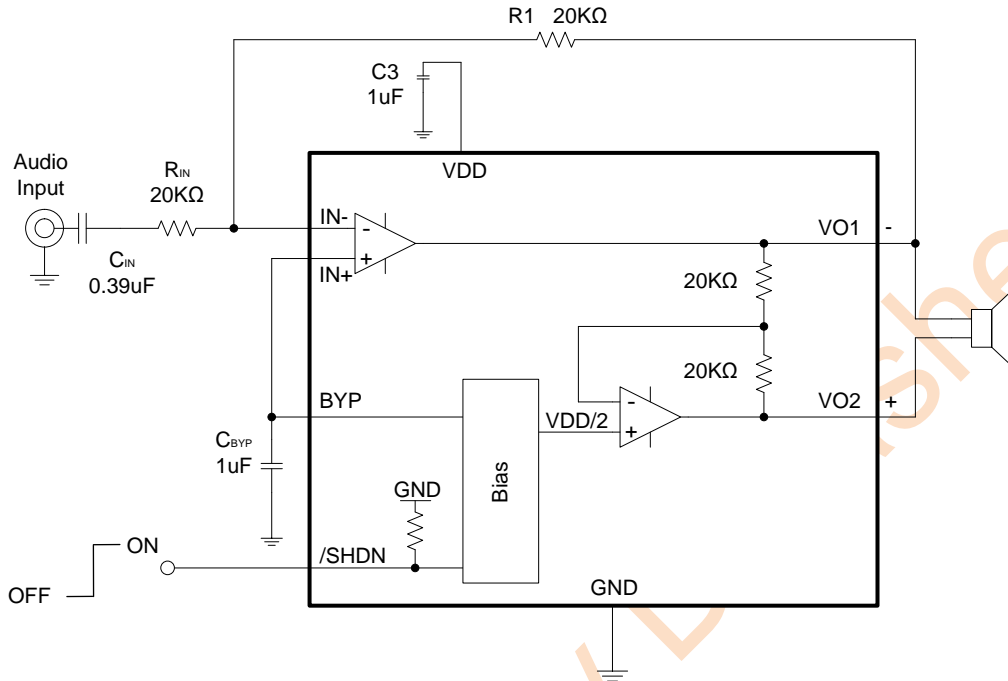 R1 20KΩ
C3
1uF
Audio
Input
RIN
20KΩ
VDD
IN-
-
+
IN+
CIN
0.39uF
VO1
-
20KΩ
20KΩ
BYP
-
+
VDD/2
VO2
+
CBYP
1uF
Bias
GND
/SHDN
ON
OFF
GND